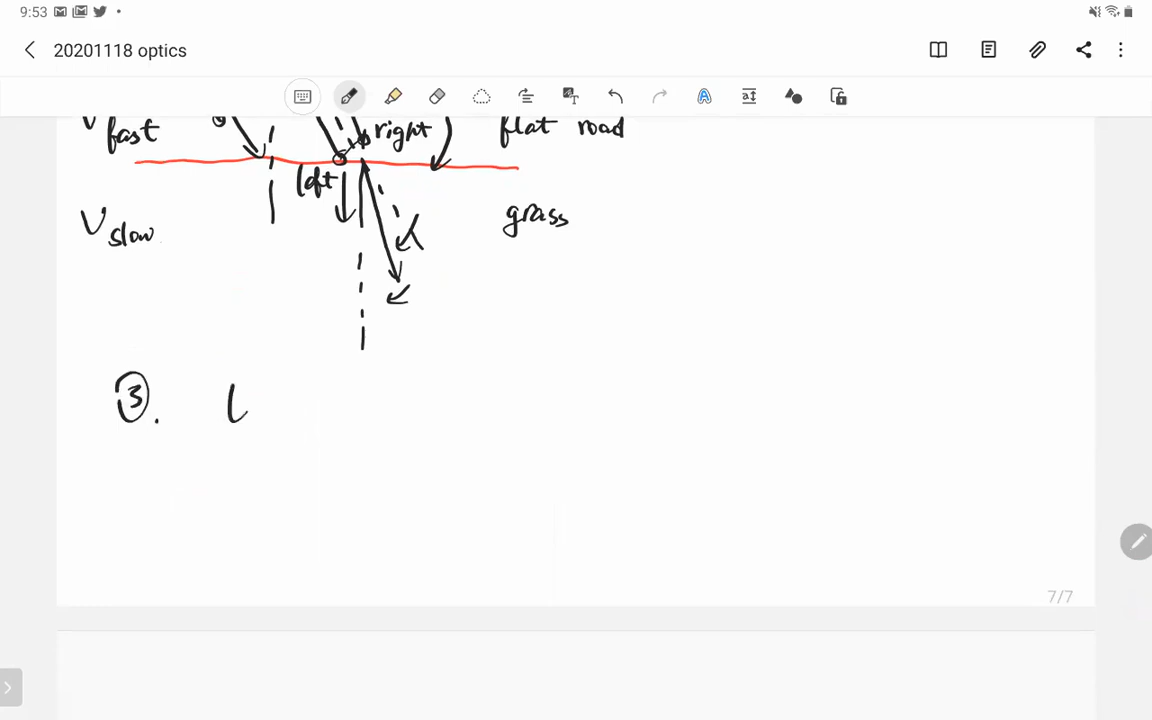 9:53
20201118 optics
V fast right flat road
left
V slow grass
③. l
7/7